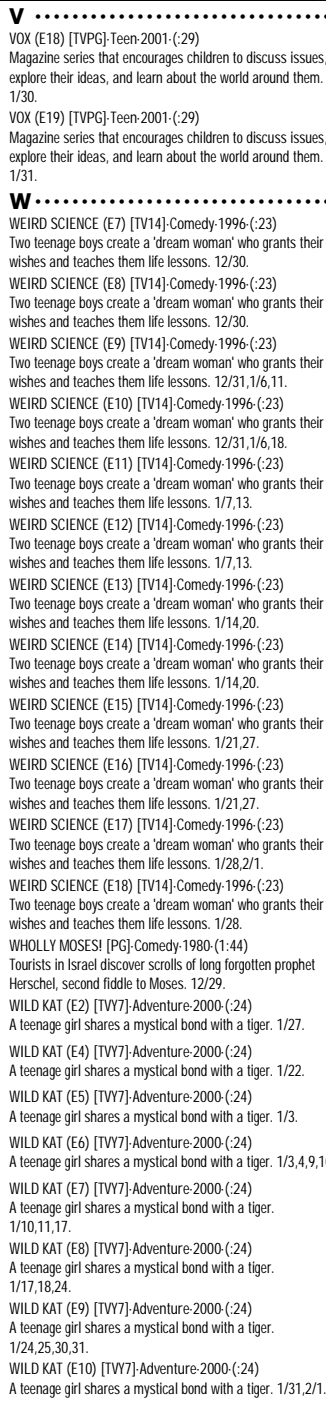 V ••••••••••••••••••••••••••••
VOX (E18) [TVPG]·Teen·2001·(:29)
Magazine series that encourages children to discuss issues,
explore their ideas, and learn about the world around them.
1/30.
VOX (E19) [TVPG]·Teen·2001·(:29)
Magazine series that encourages children to discuss issues,
explore their ideas, and learn about the world around them.
1/31.
W ••••••••••••••••••••••••••••
WEIRD SCIENCE (E7) [TV14]·Comedy·1996·(:23)
Two teenage boys create a 'dream woman' who grants their
wishes and teaches them life lessons. 12/30.
WEIRD SCIENCE (E8) [TV14]·Comedy·1996·(:23)
Two teenage boys create a 'dream woman' who grants their
wishes and teaches them life lessons. 12/30.
WEIRD SCIENCE (E9) [TV14]·Comedy·1996·(:23)
Two teenage boys create a 'dream woman' who grants their
wishes and teaches them life lessons. 12/31,1/6,11.
WEIRD SCIENCE (E10) [TV14]·Comedy·1996·(:23)
Two teenage boys create a 'dream woman' who grants their
wishes and teaches them life lessons. 12/31,1/6,18.
WEIRD SCIENCE (E11) [TV14]·Comedy·1996·(:23)
Two teenage boys create a 'dream woman' who grants their
wishes and teaches them life lessons. 1/7,13.
WEIRD SCIENCE (E12) [TV14]·Comedy·1996·(:23)
Two teenage boys create a 'dream woman' who grants their
wishes and teaches them life lessons. 1/7,13.
WEIRD SCIENCE (E13) [TV14]·Comedy·1996·(:23)
Two teenage boys create a 'dream woman' who grants their
wishes and teaches them life lessons. 1/14,20.
WEIRD SCIENCE (E14) [TV14]·Comedy·1996·(:23)
Two teenage boys create a 'dream woman' who grants their
wishes and teaches them life lessons. 1/14,20.
WEIRD SCIENCE (E15) [TV14]·Comedy·1996·(:23)
Two teenage boys create a 'dream woman' who grants their
wishes and teaches them life lessons. 1/21,27.
WEIRD SCIENCE (E16) [TV14]·Comedy·1996·(:23)
Two teenage boys create a 'dream woman' who grants their
wishes and teaches them life lessons. 1/21,27.
WEIRD SCIENCE (E17) [TV14]·Comedy·1996·(:23)
Two teenage boys create a 'dream woman' who grants their
wishes and teaches them life lessons. 1/28,2/1.
WEIRD SCIENCE (E18) [TV14]·Comedy·1996·(:23)
Two teenage boys create a 'dream woman' who grants their
wishes and teaches them life lessons. 1/28.
WHOLLY MOSES! [PG]·Comedy·1980·(1:44)
Tourists in Israel discover scrolls of long forgotten prophet
Herschel, second fiddle to Moses. 12/29.
WILD KAT (E2) [TVY7]·Adventure·2000·(:24)
A teenage girl shares a mystical bond with a tiger. 1/27.
WILD KAT (E4) [TVY7]·Adventure·2000·(:24)
A teenage girl shares a mystical bond with a tiger. 1/22.
WILD KAT (E5) [TVY7]·Adventure·2000·(:24)
A teenage girl shares a mystical bond with a tiger. 1/3.
WILD KAT (E6) [TVY7]·Adventure·2000·(:24)
A teenage girl shares a mystical bond with a tiger. 1/3,4,9,
WILD KAT (E7) [TVY7]·Adventure·2000·(:24)
A teenage girl shares a mystical bond with a tiger.
1/10,11,17.
WILD KAT (E8) [TVY7]·Adventure·2000·(:24)
A teenage girl shares a mystical bond with a tiger.
1/17,18,24.
WILD KAT (E9) [TVY7]·Adventure·2000·(:24)
A teenage girl shares a mystical bond with a tiger.
1/24,25,30,31.
WILD KAT (E10) [TVY7]·Adventure·2000·(:24)
A teenage girl shares a mystical bond with a tiger. 1/31,2/1.